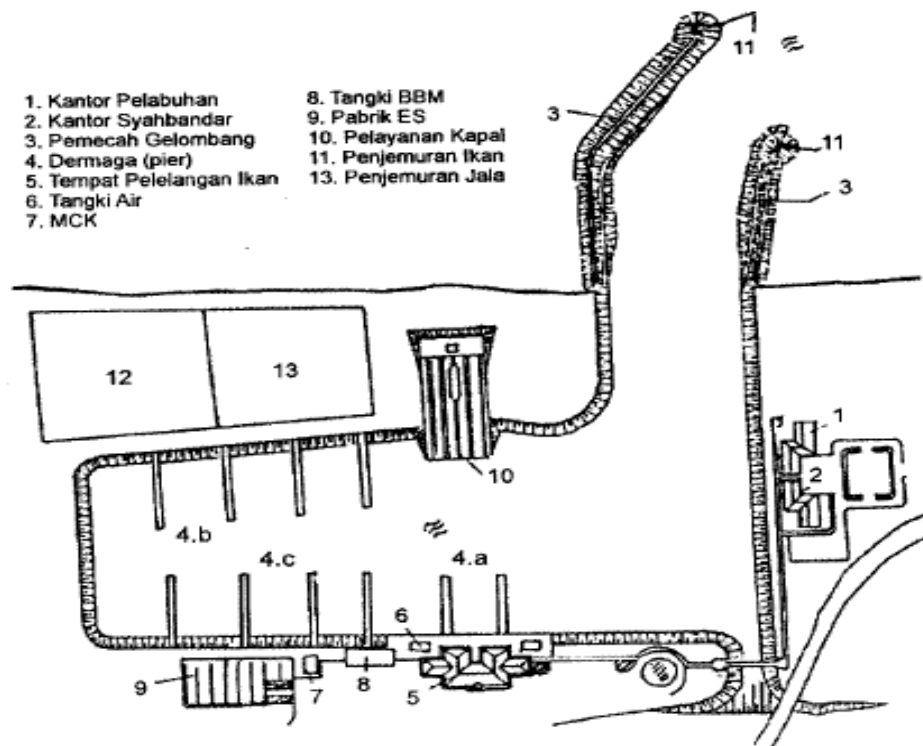 11
1. Kantor Pelabuhan
2. Kantor Syahbandar
3. Pemecah Gelombang
4. Dermaga (pier)
5. Tempat Pelelangan Ikan
6. Tangki Air
7. MCK
8. Tangki BBM
9. Pabrik ES
10. Pelayanan Kapal
11. Penjemuran Ikan
13. Penjemuran Jala
3
11
3
12
13
1
10
2
4.b
4.c
4.a
6
9
7
8
5